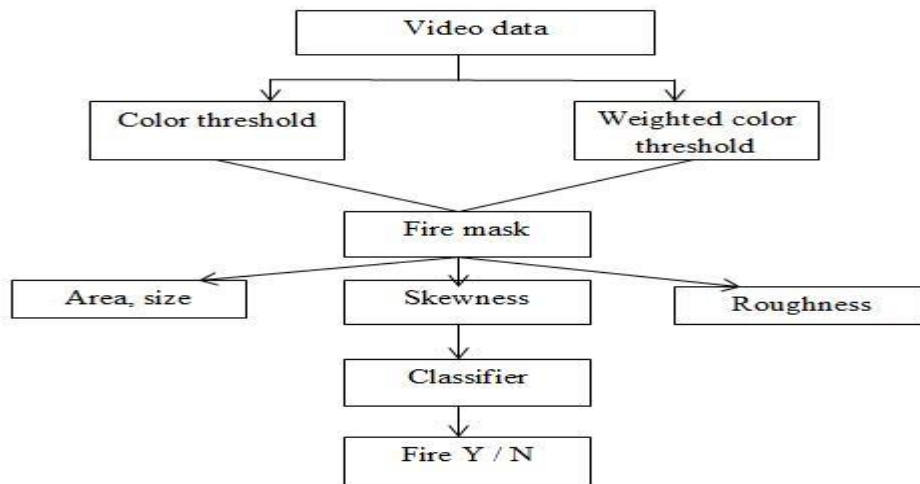 Video data
Color threshold
Weighted color
threshold
Fire mask
Area, size
Skewness
Roughness
Classifier
Fire Y / N